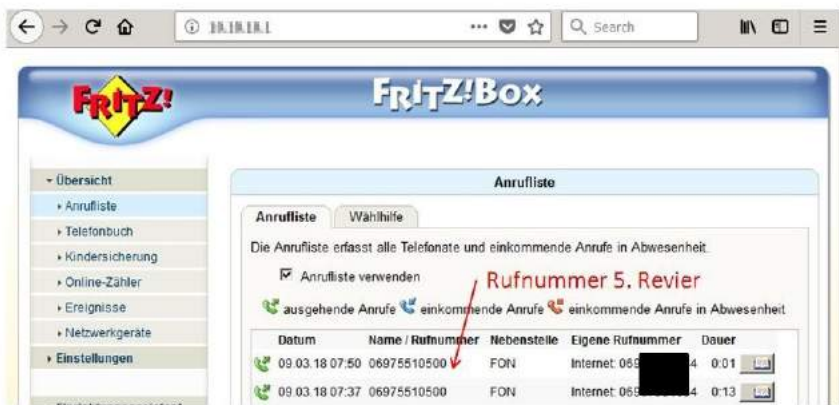 Search
FRITZ!
FRITZ!Box
Übersicht
Anrufliste
Telefonbuch
Kindersicherung
Online-Zähler
Ereignisse
Netzwerkgeräte
Einstellungen
Anrufliste
Anrufliste Wählhilfe
Die Anrufliste erfasst alle Telefonate und einkommende Anrufe in Abwesenheit.
Anrufliste verwenden
Rufnummer 5. Revier
ausgehende Anrufe einkommende Anrufe einkommende Anrufe in Abwesenheit
Datum Name / Rufnummer Nebenstelle Eigene Rufnummer Dauer
09.03.18 07:50 06975510500 FON Internet: 069 4 0:01
09.03.18 07:37 06975510500 FON Internet: 069 4 0:13